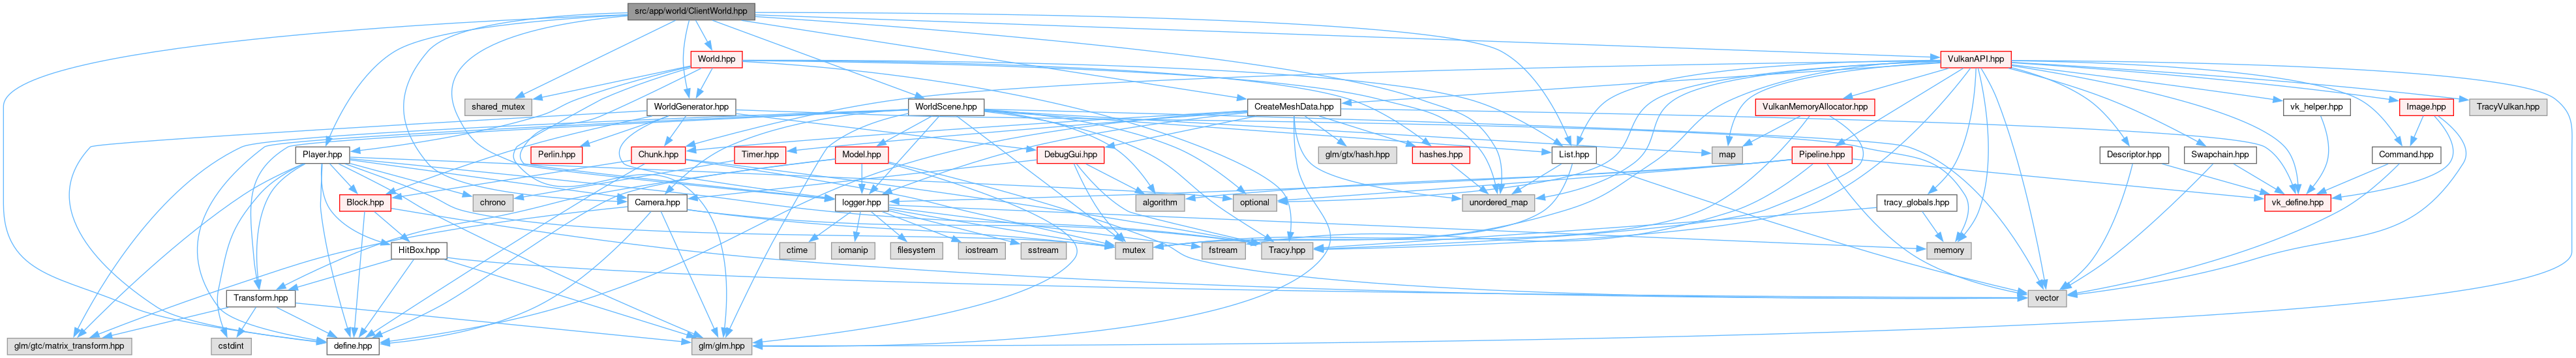 src/app/world/ClientWorld.hpp
World.hpp
VulkanAPI.hpp
shared_mutex
WorldGenerator.hpp
WorldScene.hpp
CreateMeshData.hpp
VulkanMemoryAllocator.hpp
vk_helper.hpp
Image.hpp
TracyVulkan.hpp
Player.hpp
Perlin.hpp
Chunk.hpp
Timer.hpp
Model.hpp
DebugGui.hpp
glm/gtx/hash.hpp
hashes.hpp
List.hpp
map
Pipeline.hpp
Descriptor.hpp
Swapchain.hpp
Command.hpp
Block.hpp
chrono
Camera.hpp
logger.hpp
algorithm
optional
unordered_map
tracy_globals.hpp
vk_define.hpp
HitBox.hpp
ctime
iomanip
filesystem
iostream
sstream
mutex
fstream
Tracy.hpp
memory
Transform.hpp
vector
glm/gtc/matrix_transform.hpp
cstdint
define.hpp
glm/glm.hpp